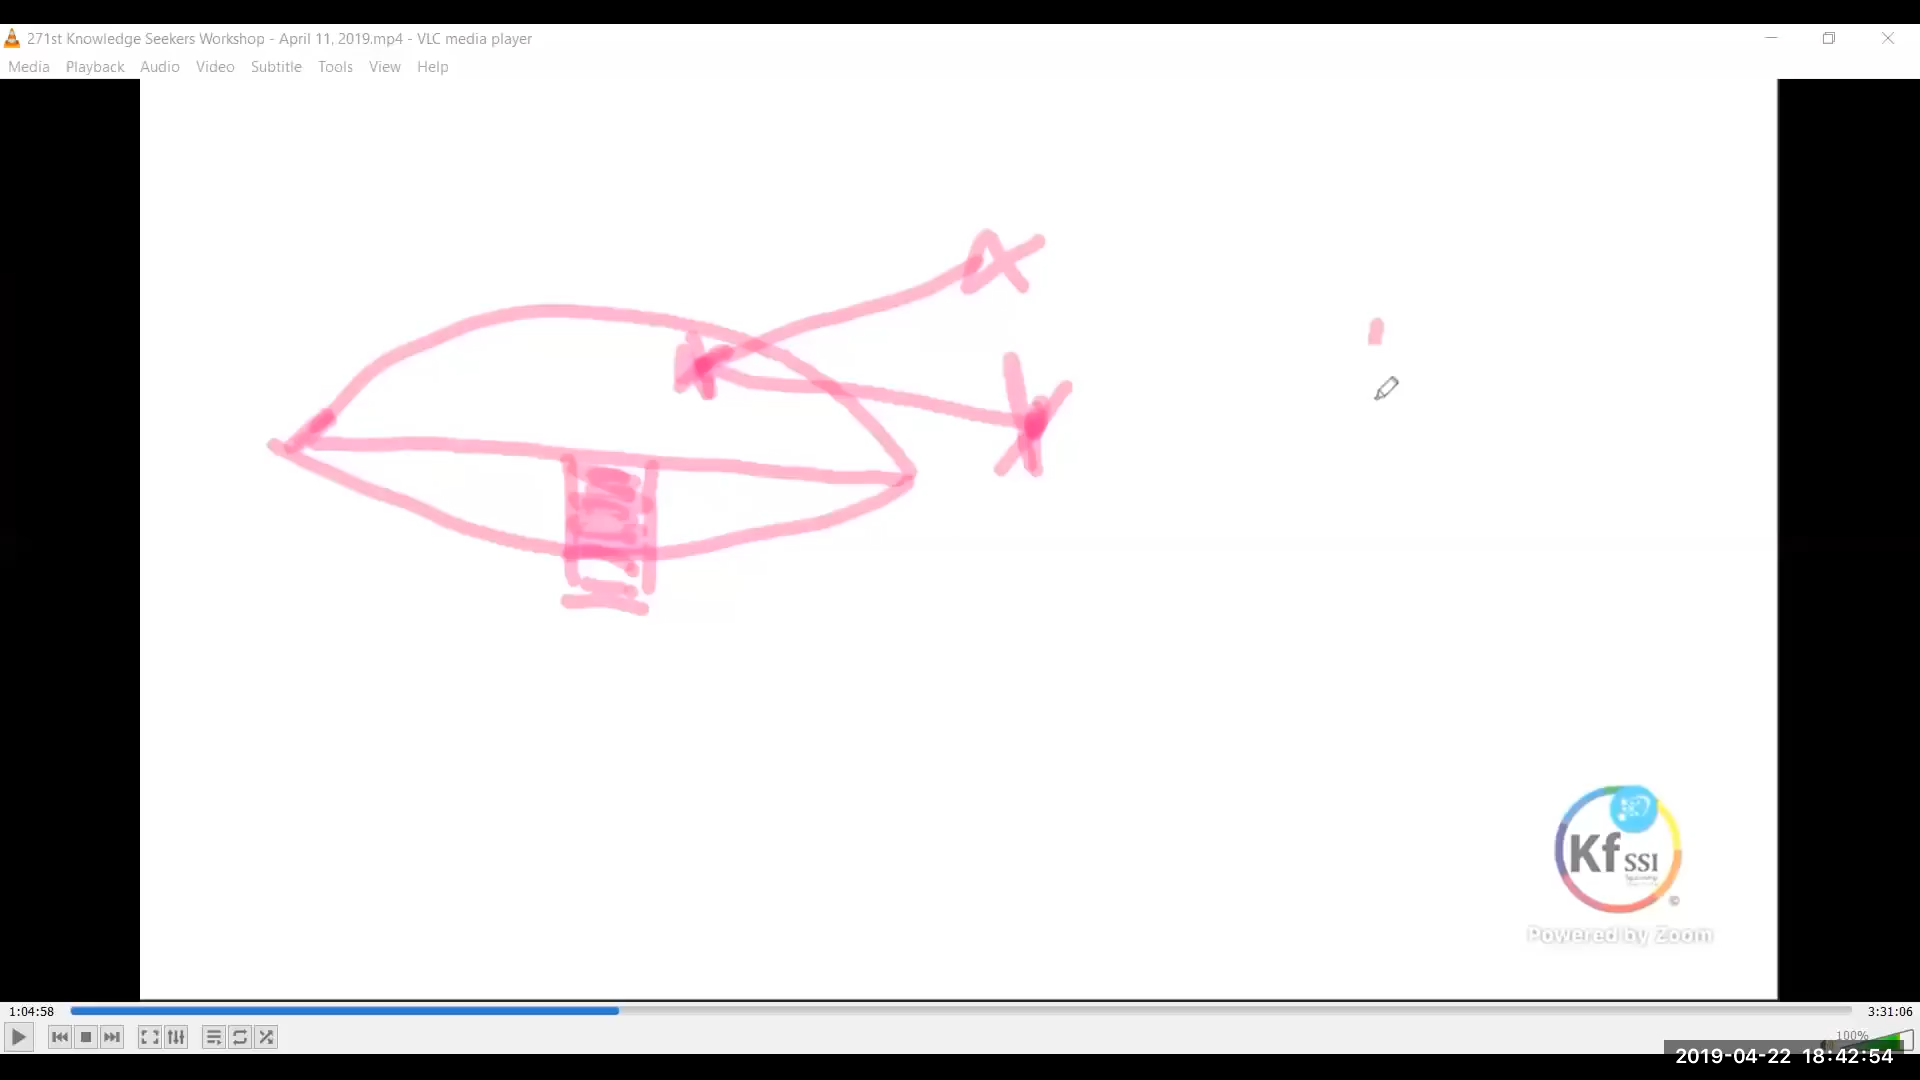 271st Knowledge Seekers Workshop - April 11, 2019.mp4 - VLC media player
Media Playback Audio Video Subtitle Tools View Help
Kf SSI
©
Powered by Zoom
1:04:58
3:31:06
100%
2019-04-22 18:42:54